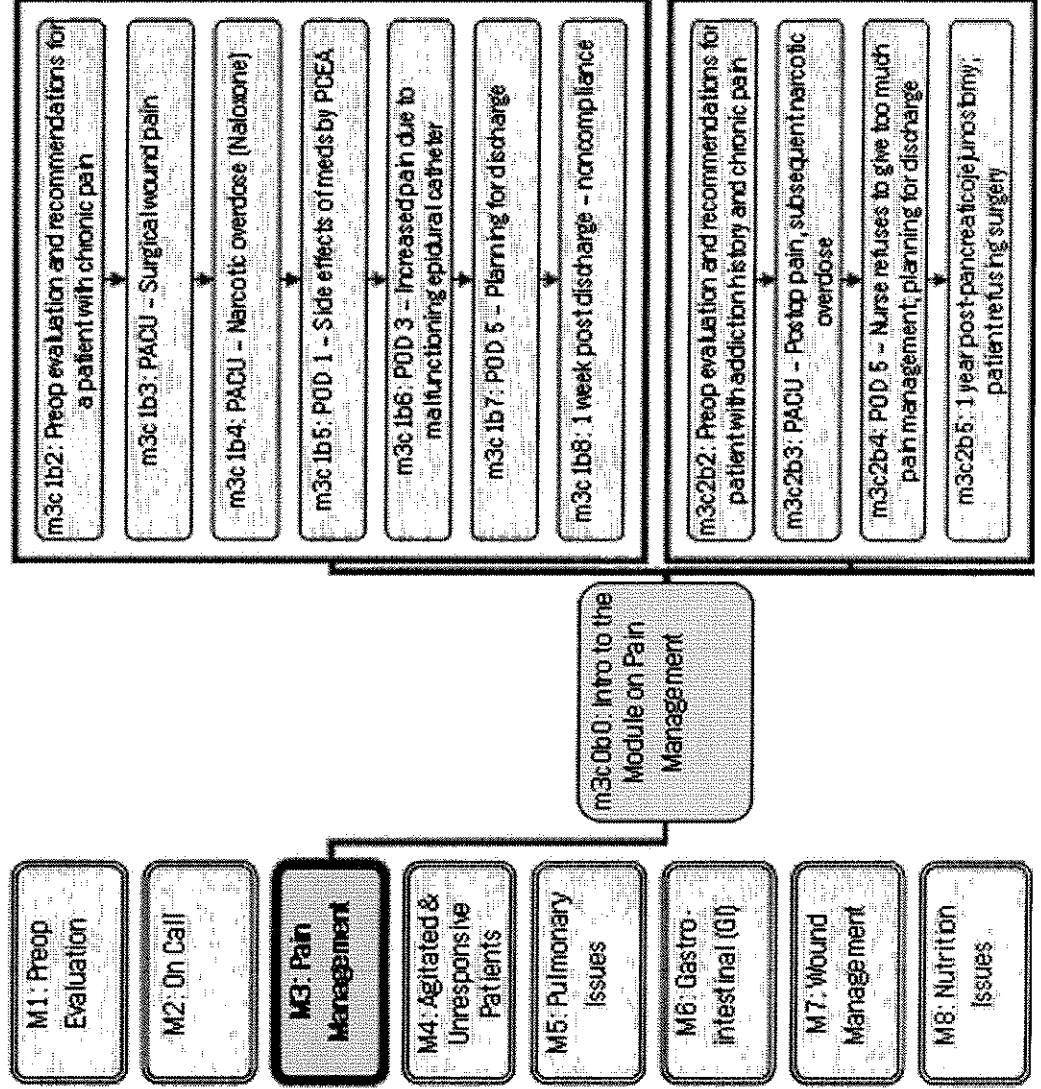 M1: Preop
Evaluation
M2: On Call
M3: Pain
Management
M4: Agitated &
Unresponsive
Patients
M5: Pulmonary
Issues
M6: Gastro-
intestinal (GI)
M7: Wound
Management
M8: Nutrition
Issues
m3c0b0: Intro to the
Module on Pain
Management
m3c1b2: Preop evaluation and recommendations for
a patient with chronic pain
m3c1b3: PACU – Surgical wound pain
m3c1b4: PACU – Narcotic overdose (Naloxone)
m3c1b5: POD 1 – Side effects of meds by PCEA
m3c1b6: POD 3 – Increased pain due to
malfunctioning epidural catheter
m3c1b7: POD 5 – Planning for discharge
m3c1b8: 1 week post discharge – noncompliance
m3c2b2: Preop evaluation and recommendations for
patient with addiction history and chronic pain
m3c2b3: PACU – Postop pain, subsequent narcotic
overdose
m3c2b4: POD 5 – Nurse refuses to give too much
pain management; planning for discharge
m3c2b5: 1 year post-pancreaticojejunostomy;
patient refusing surgery